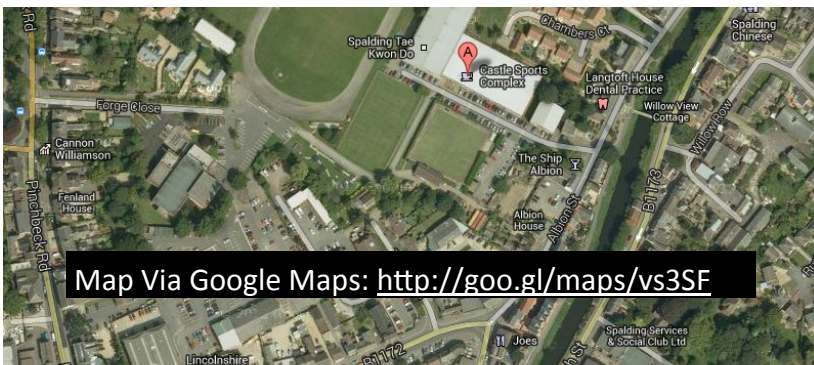 Rd
Chambers Ct
Spalding
Chinese
Spalding Tae
Kwon Do
A
Castle Sports
Complex
Langtoft House
Dental Practice
Willow View
Cottage
Willow Row
Forge Close
Cannon
Williamson
The Ship
Albion
Fenland
House
Pinchbeck Rd
Albion
House
Albion St
B1173
Map Via Google Maps: http://goo.gl/maps/vs3SF
Lincolnshire
B1172
Joes
Spalding Services
& Social Club Ltd